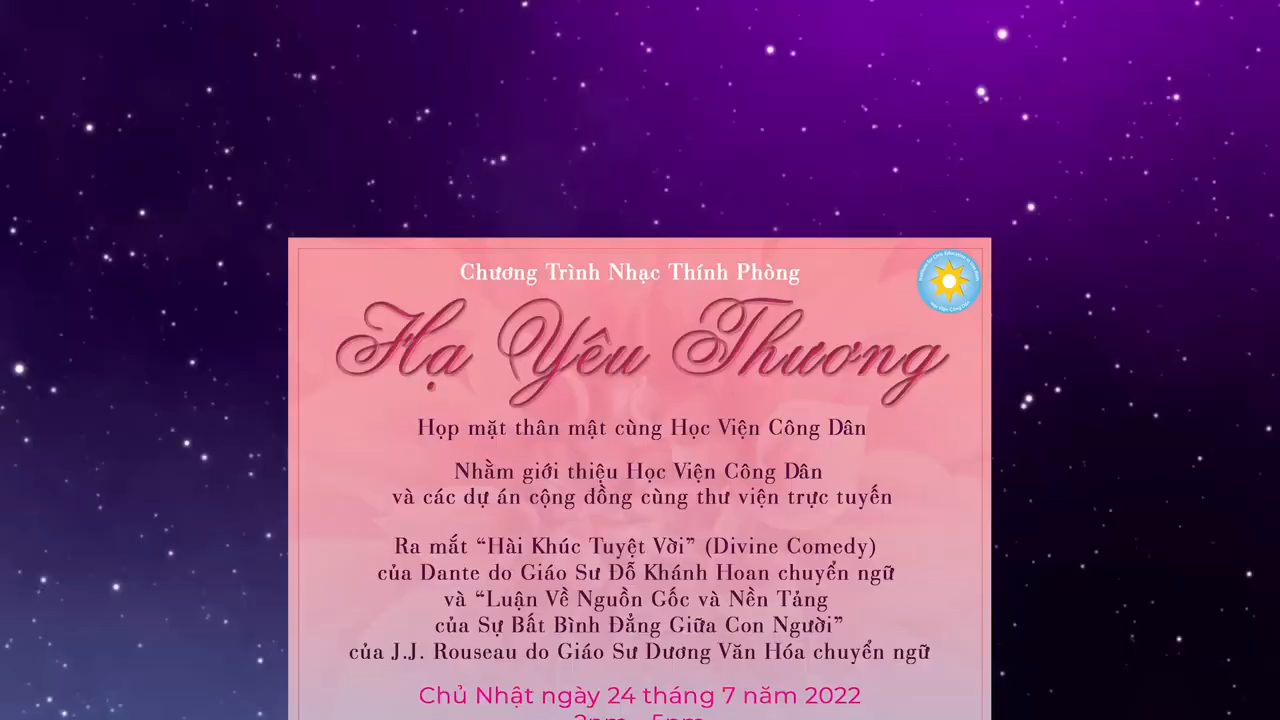 Chương Trình Nhạc Thính Phòng
Hạ Yêu Thương
Họp mặt thân mật cùng Học Viện Công Dân
Nhằm giới thiệu Học Viện Công Dân
và các dự án cộng đồng cùng thư viện trực tuyến
Ra mắt “Hài Khúc Tuyệt Vời” (Divine Comedy)
của Dante do Giáo Sư Đỗ Khánh Hoan chuyển ngữ
và “Luận Về Nguồn Gốc và Nền Tảng
của Sự Bất Bình Đẳng Giữa Con Người”
của J.J. Rouseau do Giáo Sư Dương Văn Hóa chuyển ngữ
Chủ Nhật ngày 24 tháng 7 năm 2022